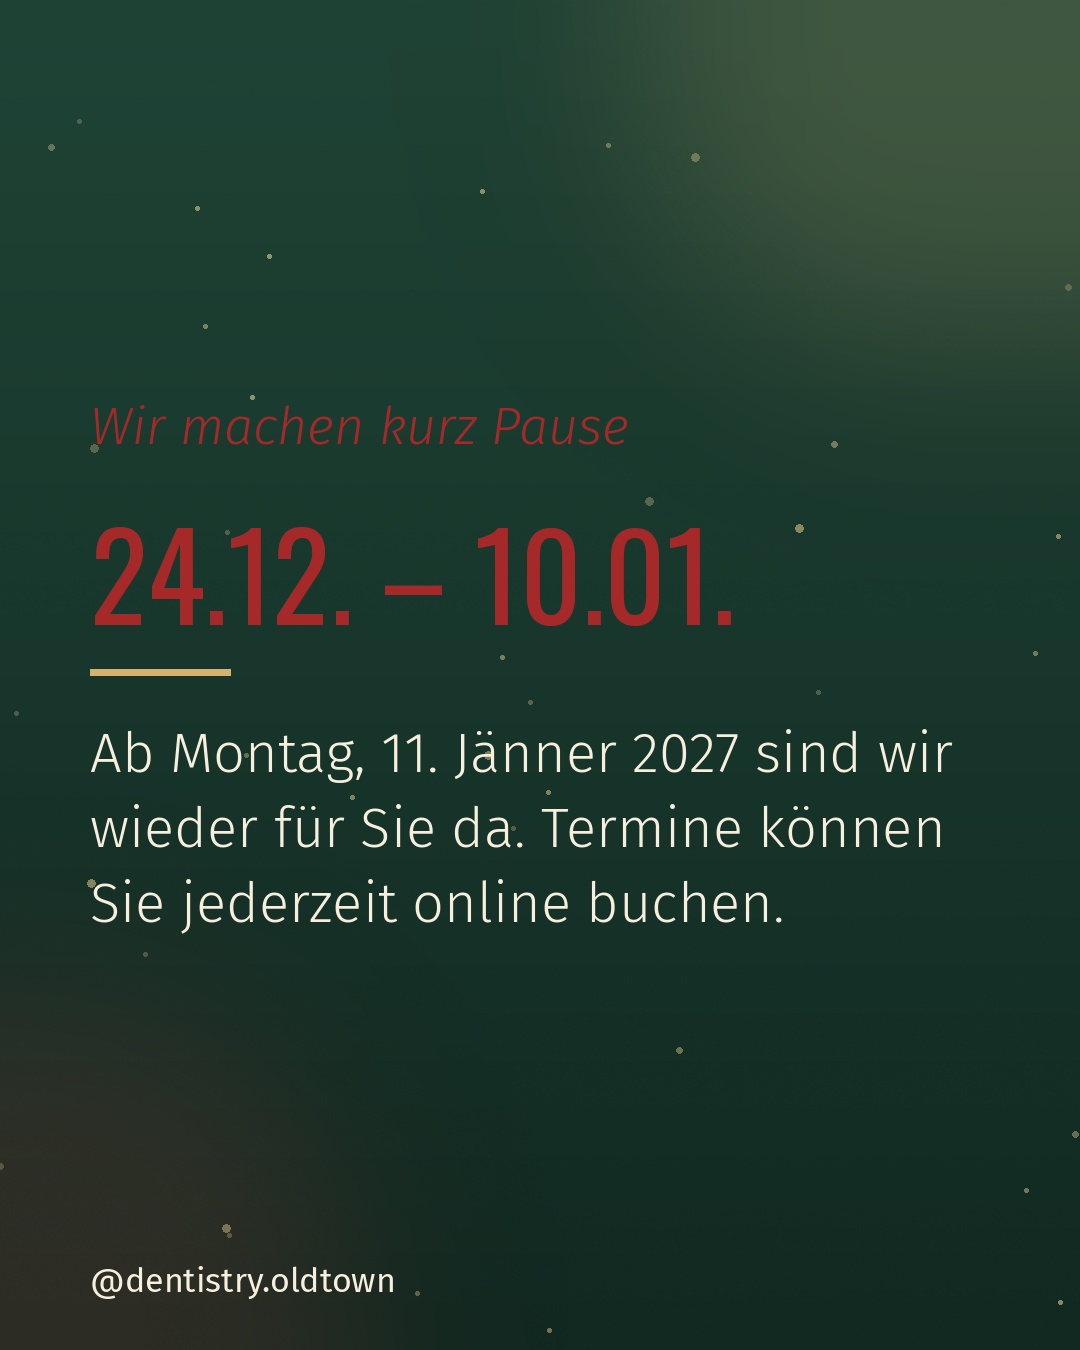 Wir machen kurz Pause
24.12. – 10.01.
Ab Montag, 11. Jänner 2027 sind wir
wieder für Sie da. Termine können
Sie jederzeit online buchen.
@dentistry.oldtown